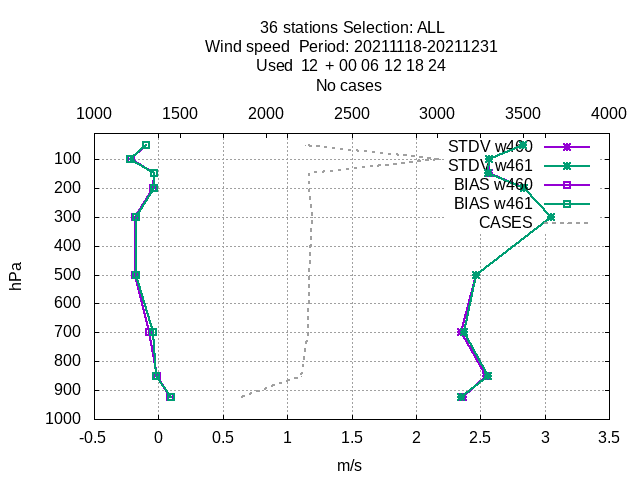 36 stations Selection: ALL
Wind speed Period: 20211118-20211231
Used 12 + 00 06 12 18 24
No cases
1000 1500 2000 2500 3000 3500 4000
STDV w460
STDV w461
BIAS w460
BIAS w461
CASES
hPa
100
200
300
400
500
600
700
800
900
1000
-0.5 0 0.5 1 1.5 2 2.5 3 3.5
m/s